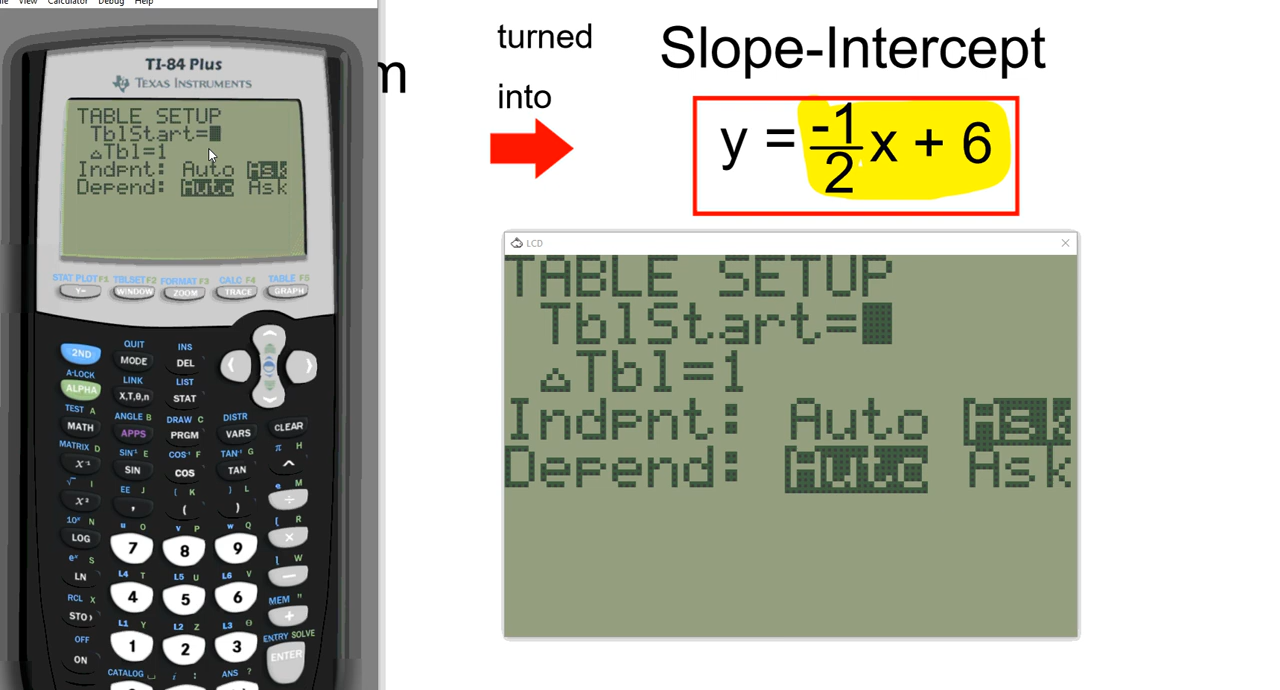 View Calculator Debug Help
m
turned
into
Slope-Intercept
y = -1/2 x + 6
TI-84 Plus
TEXAS INSTRUMENTS
TABLE SETUP
TblStart=
△Tbl=1
Indpnt: Auto Ask
Depend: Auto Ask
LCD
TABLE SETUP
TblStart=
△Tbl=1
Indpnt: Auto Ask
Depend: Auto Ask
STAT PLOT F1 TBLSET F2 FORMAT F3 CALC F4 TABLE F5
Y= WINDOW ZOOM TRACE GRAPH
QUIT INS
2ND MODE DEL
A-LOCK LINK LIST
ALPHA X,T,θ,n STAT
TEST A ANGLE B DRAW C DISTR
MATH APPS PRGM VARS CLEAR
MATRIX D SIN⁻¹ E COS⁻¹ F TAN⁻¹ G π H
X⁻¹ SIN COS TAN ^
√ I EE J { K } L e M
X² , ( ) ÷
10ˣ N u O v P w Q [ R
LOG 7 8 9 ×
eˣ S L4 T L5 U L6 V ] W
LN 4 5 6 −
RCL X L1 Y L2 Z L3 θ MEM "
STO› 1 2 3 +
OFF CATALOG i : ANS ? ENTRY SOLVE
ON ENTER